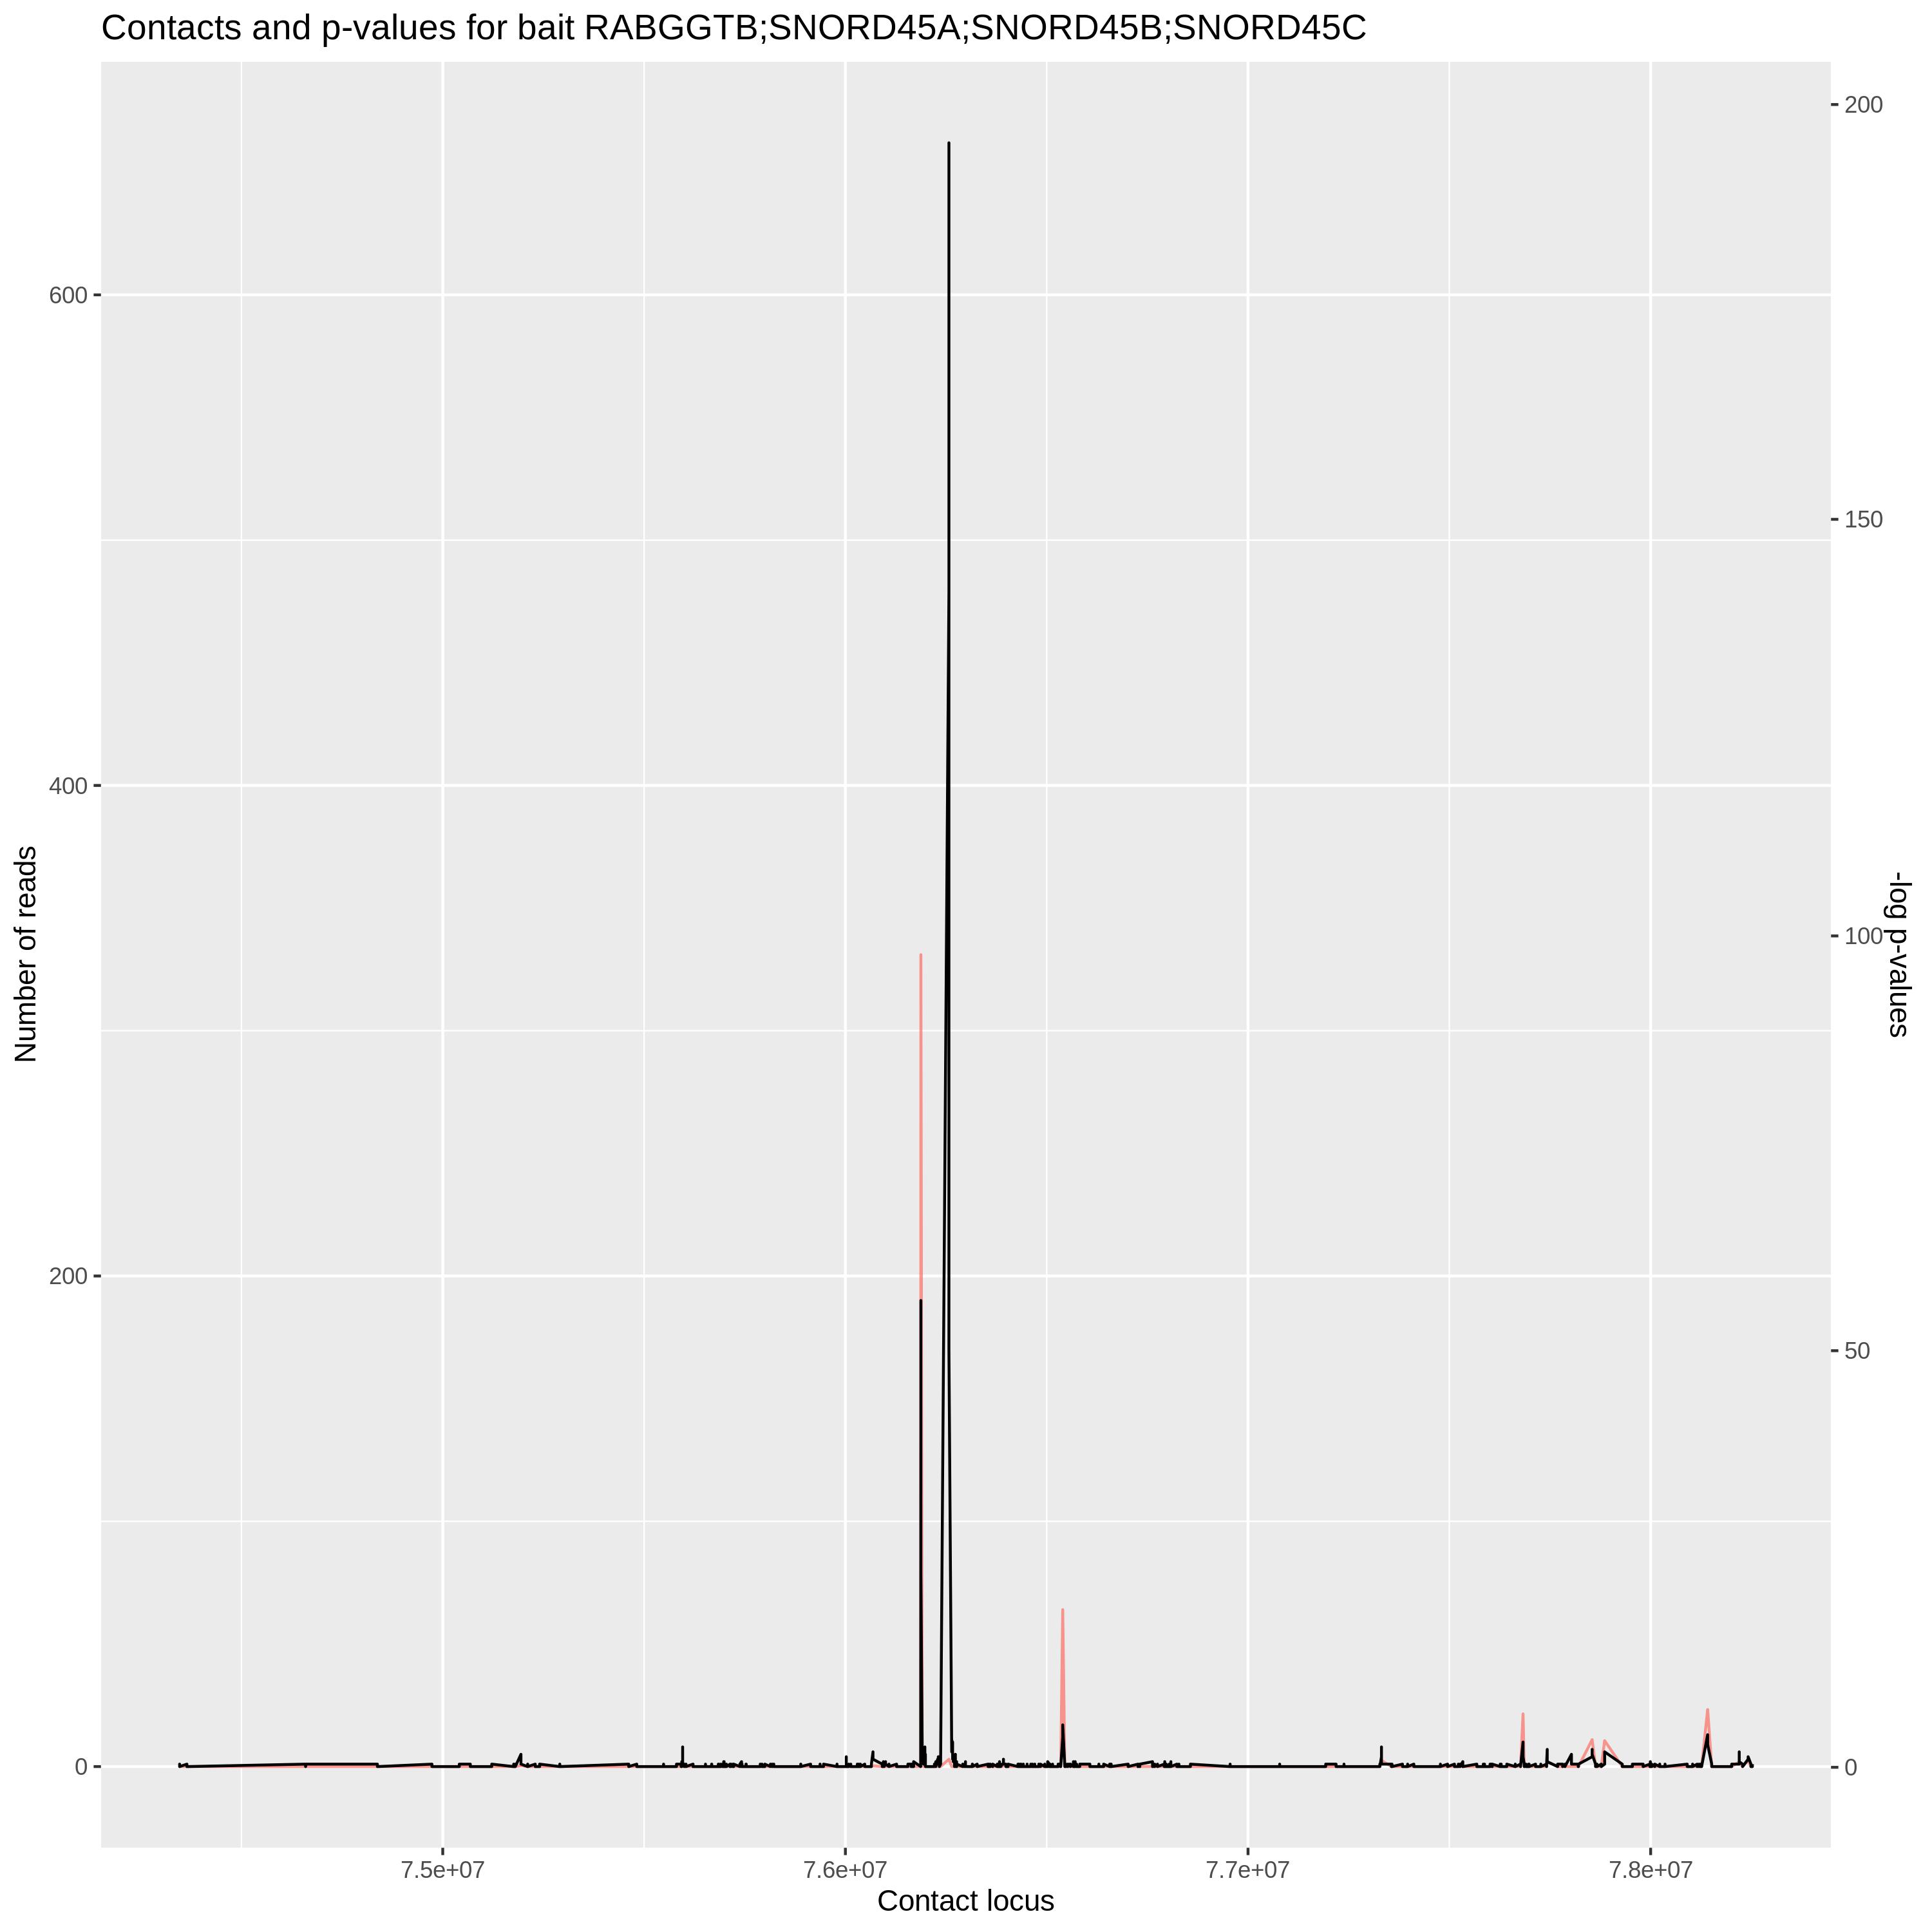 Contacts and p-values for bait RABGGTB;SNORD45A;SNORD45B;SNORD45C
200
600
150
400
100
Number of reads
-log p-values
200
50
0
0
7.5e+07
7.6e+07
7.7e+07
7.8e+07
Contact locus